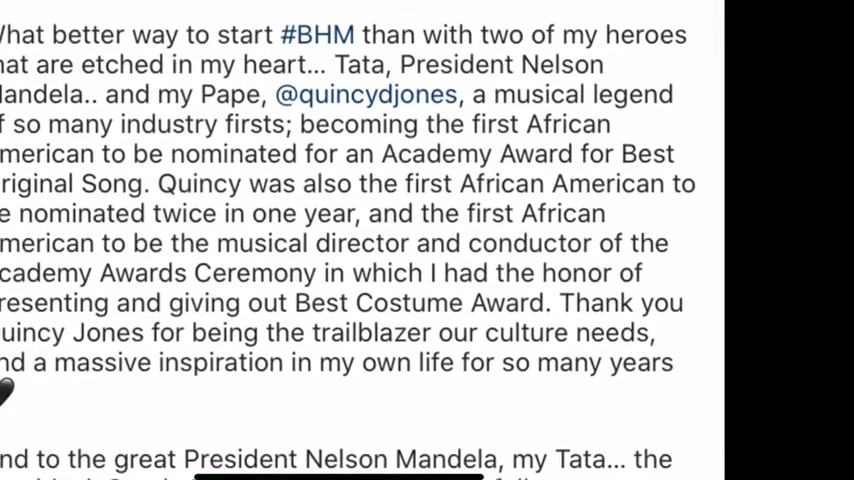 hat better way to start #BHM than with two of my heroes
hat are etched in my heart... Tata, President Nelson
andela.. and my Pape, @quincydjones, a musical legend
f so many industry firsts; becoming the first African
merican to be nominated for an Academy Award for Best
riginal Song. Quincy was also the first African American to
e nominated twice in one year, and the first African
merican to be the musical director and conductor of the
cademy Awards Ceremony in which I had the honor of
resenting and giving out Best Costume Award. Thank you
uincy Jones for being the trailblazer our culture needs,
nd a massive inspiration in my own life for so many years
nd to the great President Nelson Mandela, my Tata... the